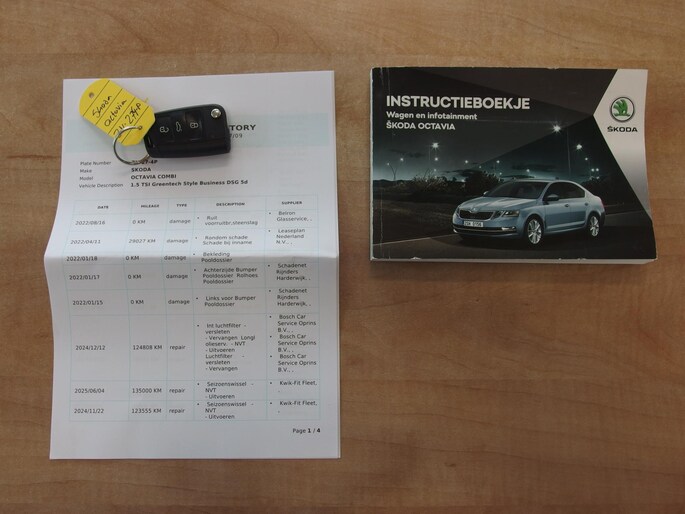 Skoda
Octavia
TORY
/09
Plate Number
-4P
Make SKODA
Model OCTAVIA COMBI
Vehicle Description 1.5 TSI Greentech Style Business DSG 5d
DATE MILEAGE TYPE DESCRIPTION SUPPLIER
2022/08/16 0 KM damage • Ruit voorruitbr,steenslag • Belron Glasservice, ,
2022/04/11 29027 KM damage • Rondom schade Schade bij inname • Leaseplan Nederland N.V., ,
2022/01/18 0 KM damage • Bekleding Pooldossier
2022/01/17 0 KM damage • Achterzijde Bumper Pooldossier Rolhoes Pooldossier • Schadenet Rijnders Harderwijk, ,
2022/01/15 0 KM damage • Links voor Bumper Pooldossier • Schadenet Rijnders Harderwijk, ,
2024/12/12 124808 KM repair • Int luchtfilter - versleten - Vervangen Longl olieserv. - NVT - Uitvoeren Luchtfilter - versleten - Vervangen • Bosch Car Service Oprins B.V., , • Bosch Car Service Oprins B.V., , • Bosch Car Service Oprins B.V., ,
2025/06/04 135000 KM repair • Seizoenswissel - NVT - Uitvoeren • Kwik-Fit Fleet, ,
2024/11/22 123555 KM repair • Seizoenswissel - NVT - Uitvoeren • Kwik-Fit Fleet, ,
Page 1 / 4
INSTRUCTIEBOEKJE
Wagen en infotainment
ŠKODA OCTAVIA
ŠKODA